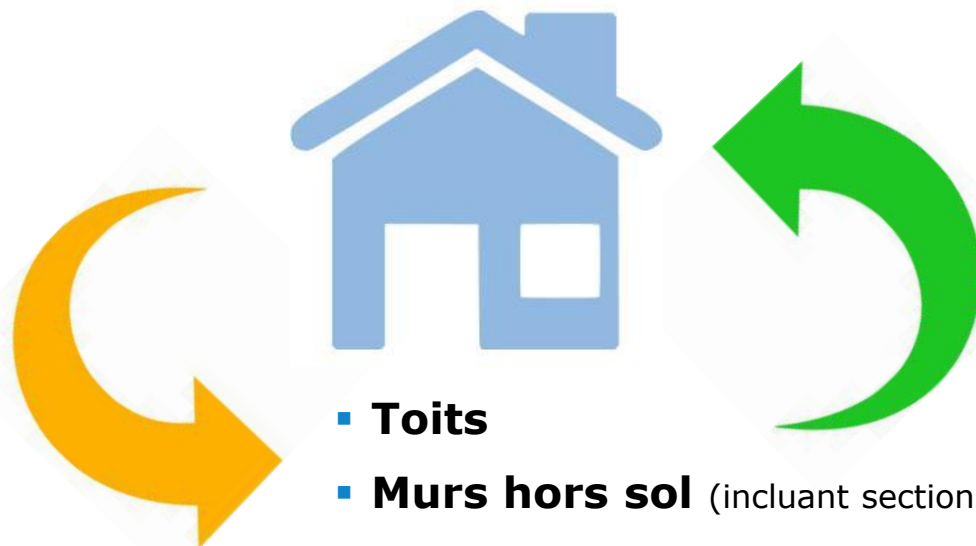 ▪ Toits
▪ Murs hors sol (incluant section